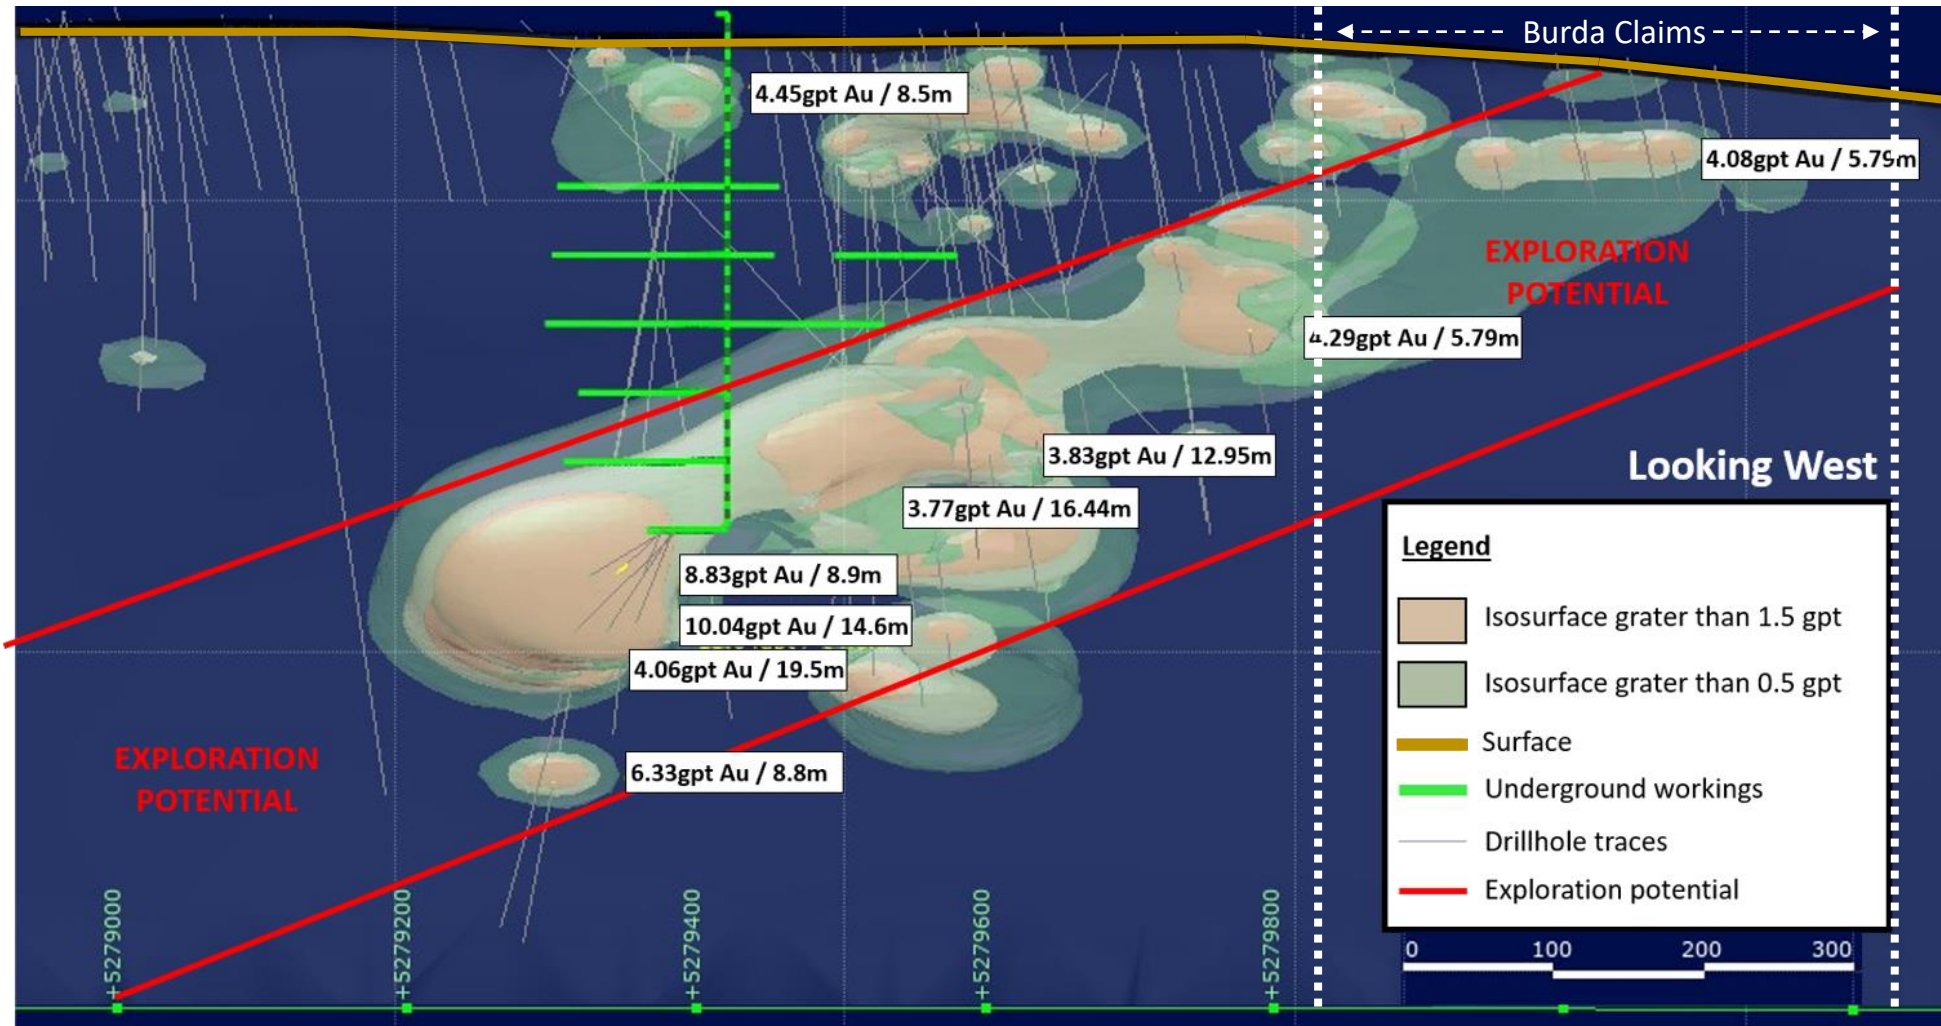 Burda Claims
4.45gpt Au / 8.5m
4.08gpt Au / 5.79m
EXPLORATION
POTENTIAL
4.29gpt Au / 5.79m
3.83gpt Au / 12.95m
Looking West
3.77gpt Au / 16.44m
8.83gpt Au / 8.9m
10.04gpt Au / 14.6m
4.06gpt Au / 19.5m
6.33gpt Au / 8.8m
EXPLORATION
POTENTIAL
Legend
Isosurface grater than 1.5 gpt
Isosurface grater than 0.5 gpt
Surface
Underground workings
Drillhole traces
Exploration potential
0 100 200 300
+5279000 +5279200 +5279400 +5279600 +5279800